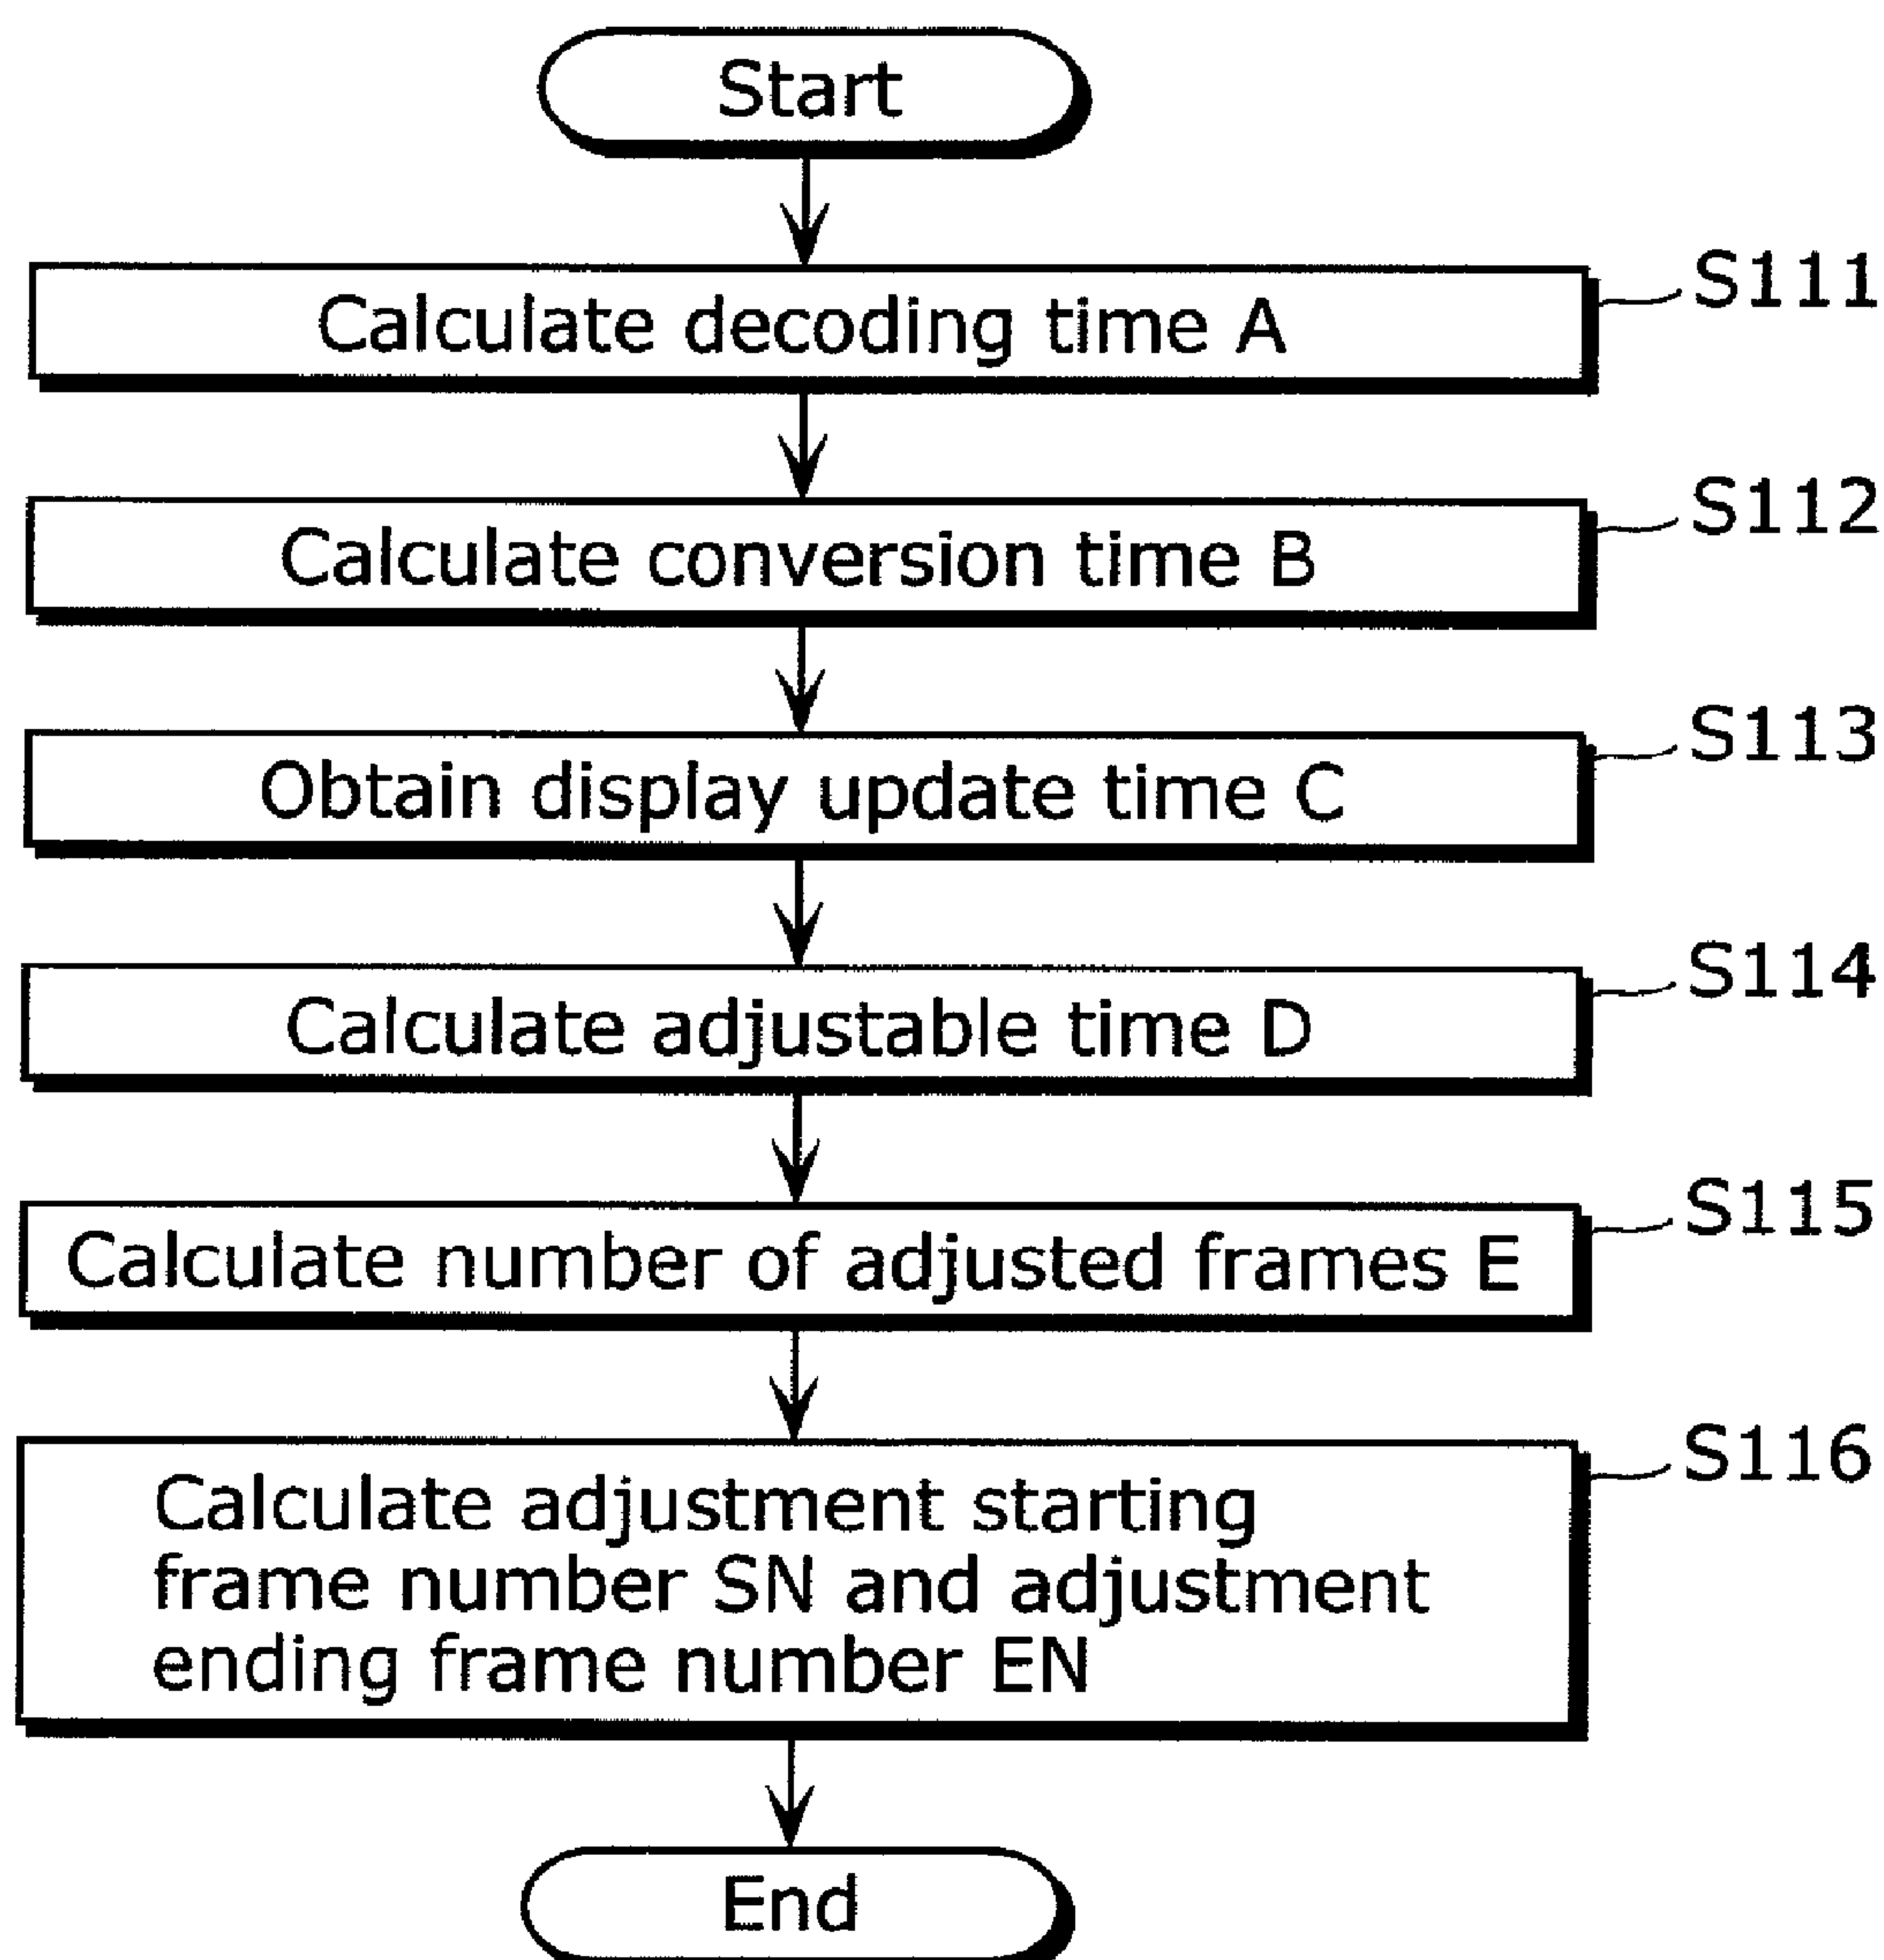 Start
Calculate decoding time A
S111
Calculate conversion time B
S112
Obtain display update time C
S113
Calculate adjustable time D
S114
Calculate number of adjusted frames E
S115
Calculate adjustment starting
frame number SN and adjustment
ending frame number EN
S116
End